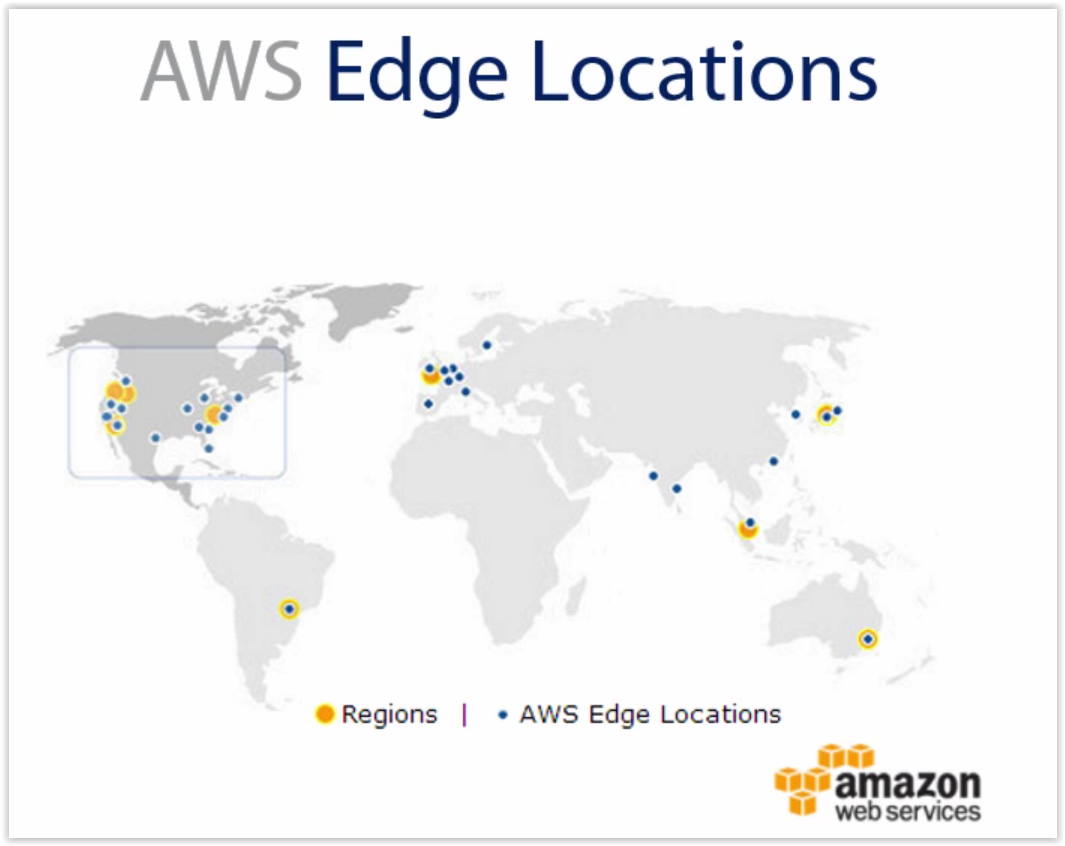 AWS Edge Locations
Regions | AWS Edge Locations
amazon
web services